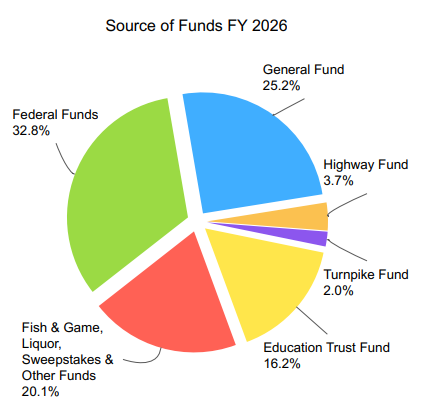 Source of Funds FY 2026
General Fund
25.2%
Highway Fund
3.7%
Turnpike Fund
2.0%
Education Trust Fund
16.2%
Fish & Game,
Liquor,
Sweepstakes &
Other Funds
20.1%
Federal Funds
32.8%